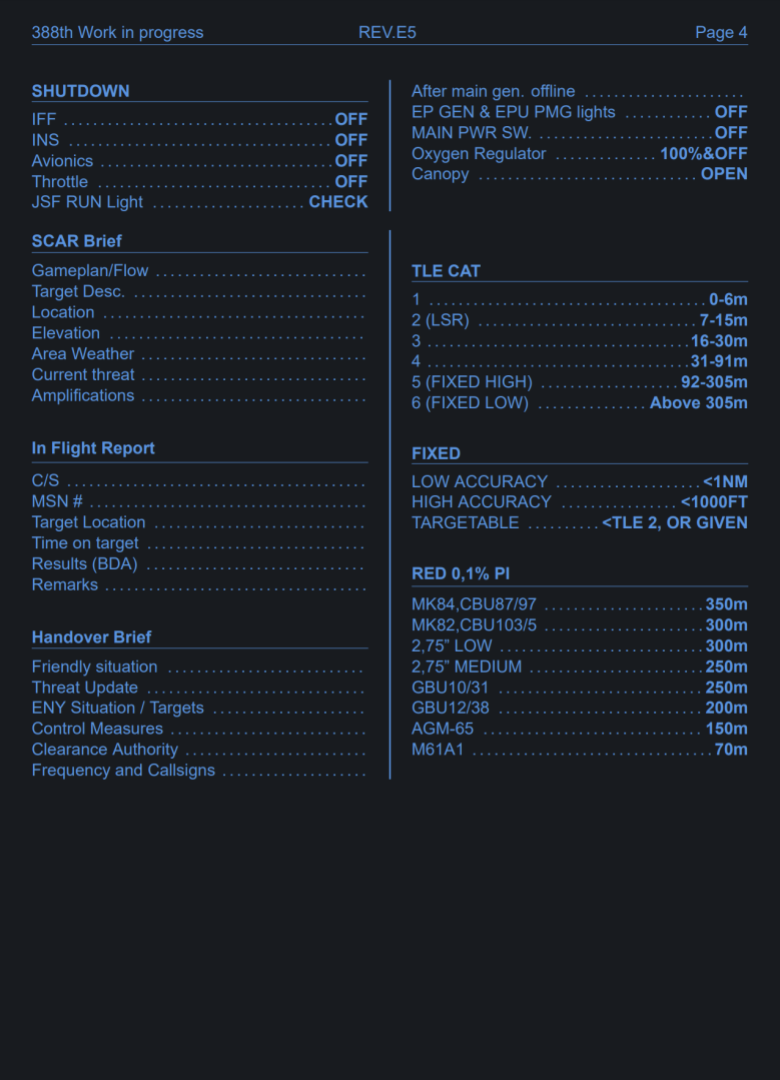 388th Work in progress REV.E5 Page 4
SHUTDOWN
IFF OFF
INS OFF
Avionics OFF
Throttle OFF
JSF RUN Light CHECK
After main gen. offline
EP GEN & EPU PMG lights OFF
MAIN PWR SW. OFF
Oxygen Regulator 100%&OFF
Canopy OPEN
SCAR Brief
Gameplan/Flow
Target Desc.
Location
Elevation
Area Weather
Current threat
Amplifications
In Flight Report
C/S
MSN #
Target Location
Time on target
Results (BDA)
Remarks
Handover Brief
Friendly situation
Threat Update
ENY Situation / Targets
Control Measures
Clearance Authority
Frequency and Callsigns
TLE CAT
1 0-6m
2 (LSR) 7-15m
3 16-30m
4 31-91m
5 (FIXED HIGH) 92-305m
6 (FIXED LOW) Above 305m
FIXED
LOW ACCURACY <1NM
HIGH ACCURACY <1000FT
TARGETABLE <TLE 2, OR GIVEN
RED 0,1% PI
MK84,CBU87/97 350m
MK82,CBU103/5 300m
2,75” LOW 300m
2,75” MEDIUM 250m
GBU10/31 250m
GBU12/38 200m
AGM-65 150m
M61A1 70m